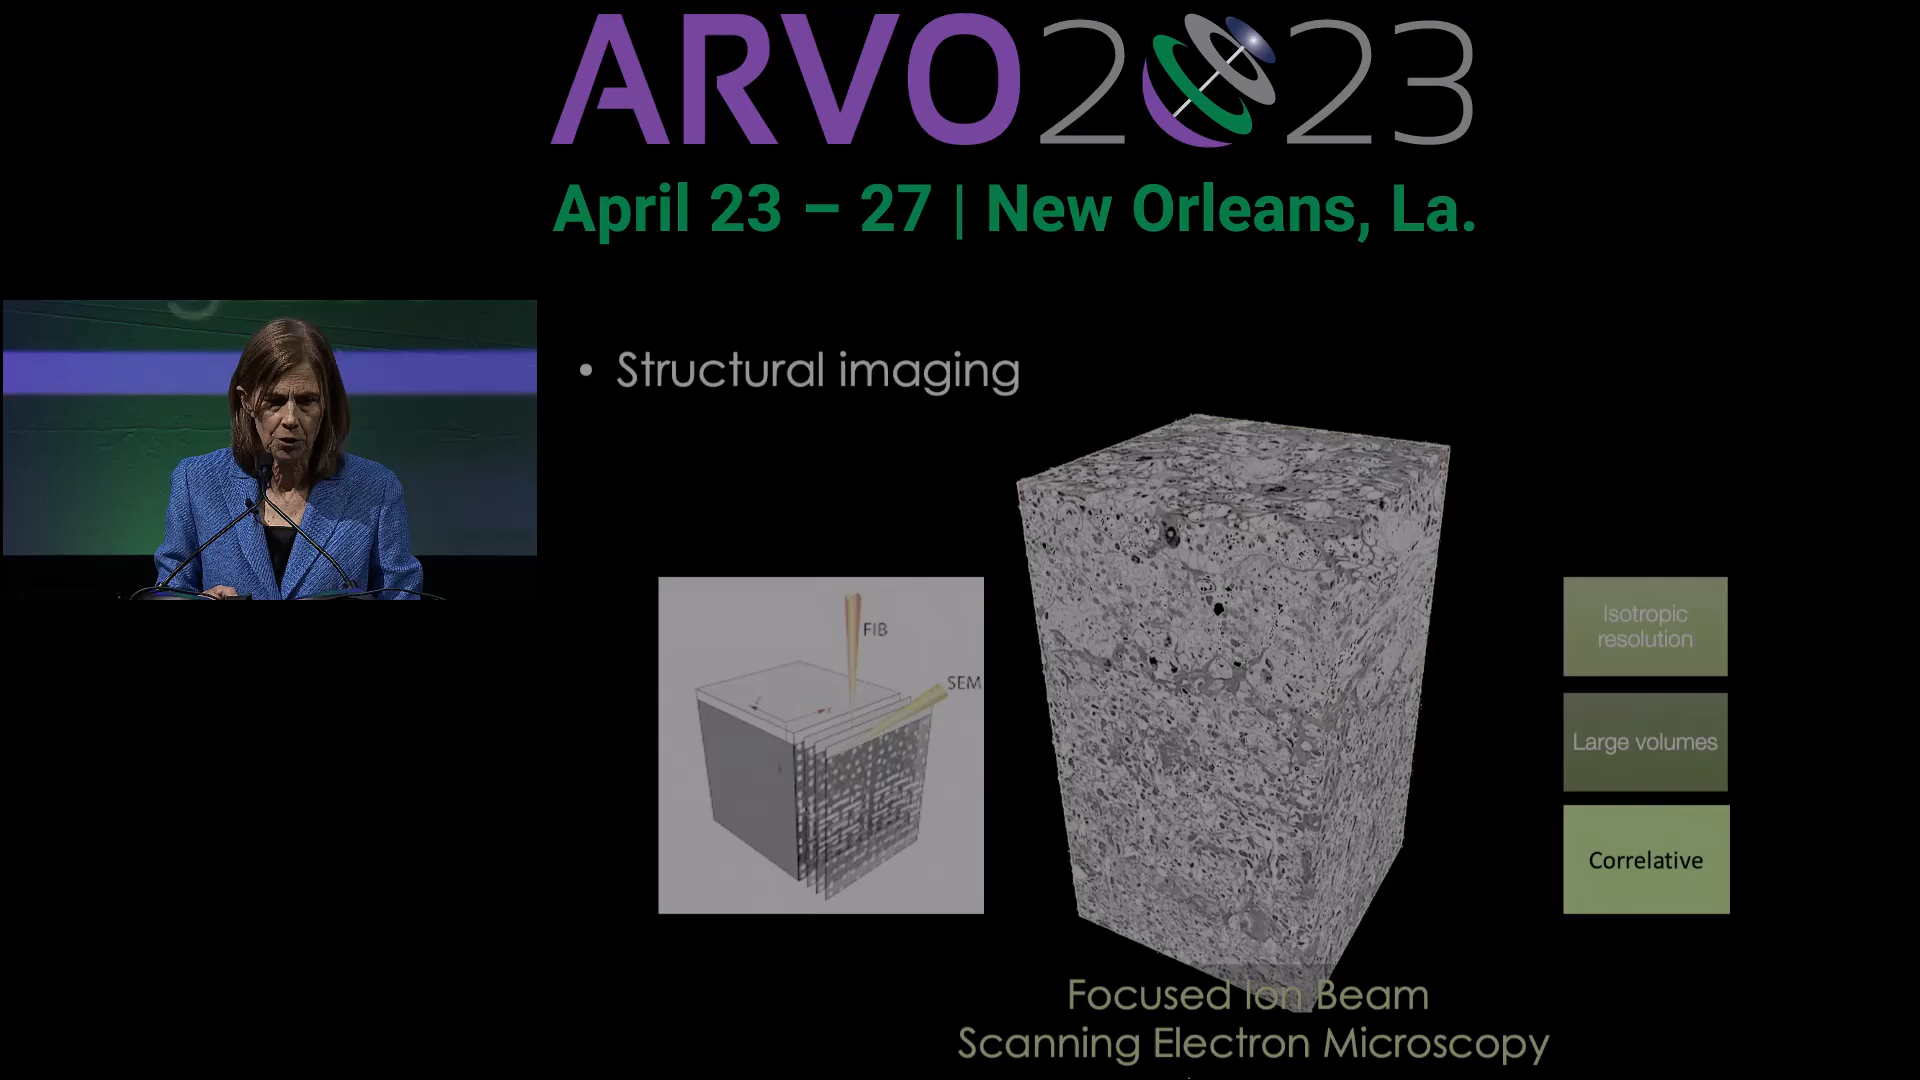 ARVO2023
April 23 – 27 | New Orleans, La.
• Structural imaging
FIB
SEM
Isotropic
resolution
Large volumes
Correlative
Focused Ion Beam
Scanning Electron Microscopy